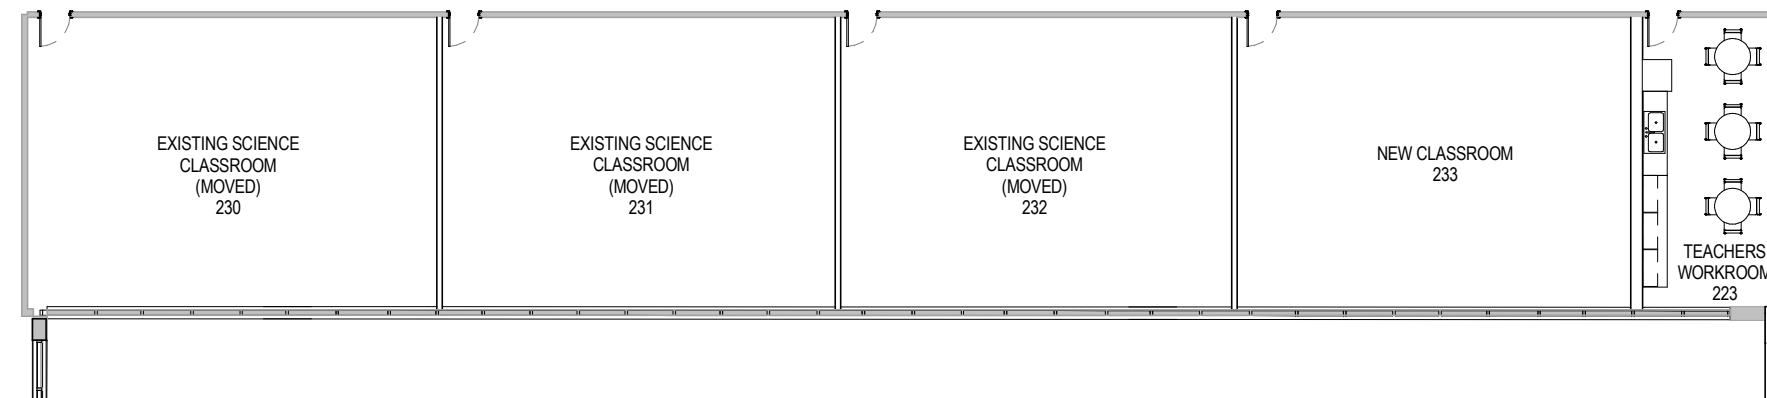 EXISTING SCIENCE
CLASSROOM
(MOVED)
230
EXISTING SCIENCE
CLASSROOM
(MOVED)
231
EXISTING SCIENCE
CLASSROOM
(MOVED)
232
NEW CLASSROOM
233
TEACHERS
WORKROOM
223